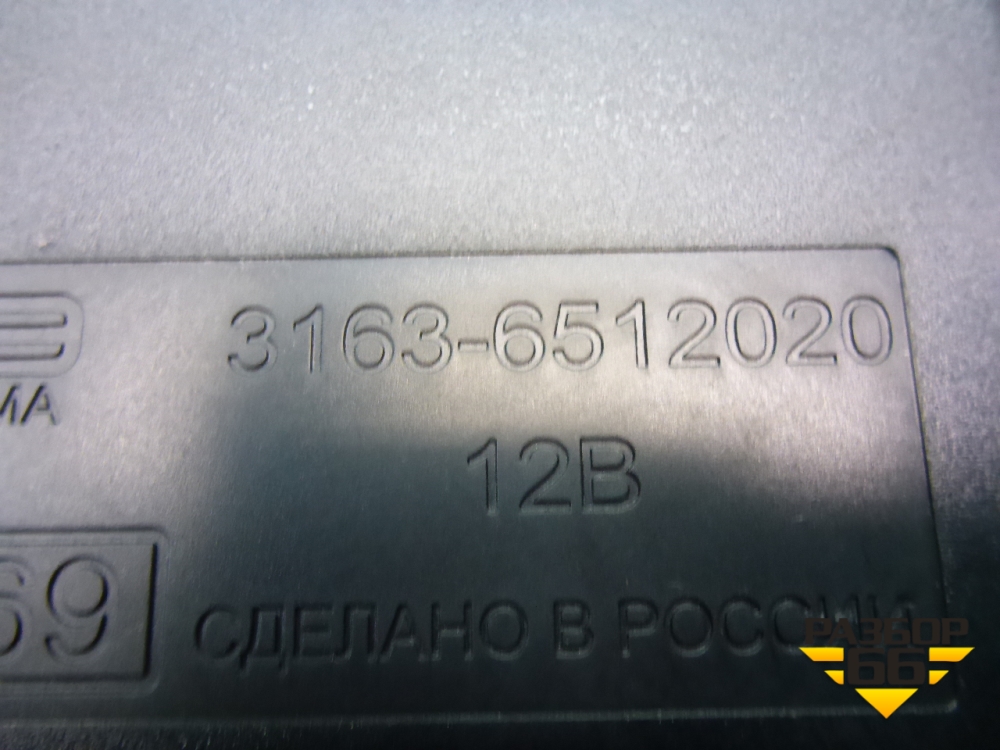 3163-6512020
МА
12В
69
СДЕЛАНО В РОССИИ
РАЗБОР
66